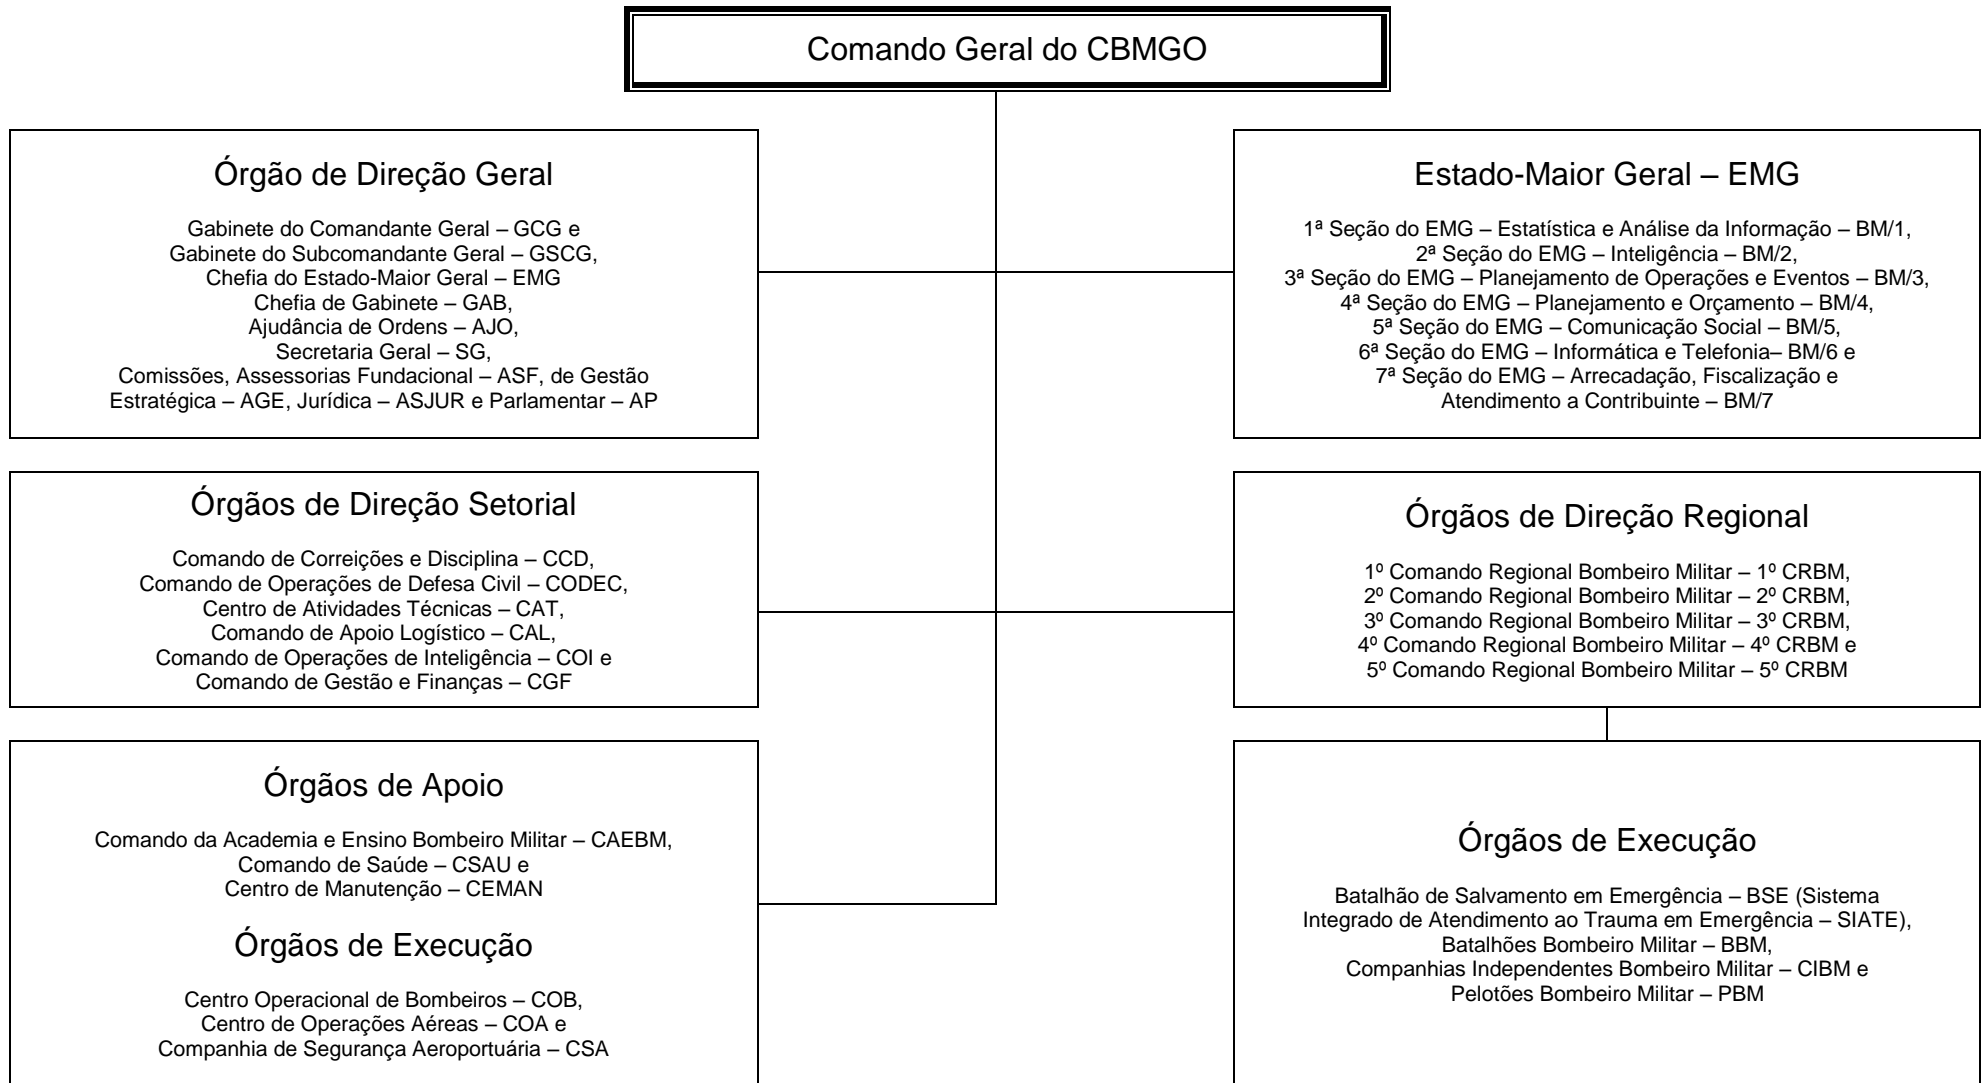 Comando Geral do CBMGO
Órgão de Direção Geral
Gabinete do Comandante Geral – GCG e
Gabinete do Subcomandante Geral – GSCG,
Chefia do Estado-Maior Geral – EMG
Chefia de Gabinete – GAB,
Ajudância de Ordens – AJO,
Secretaria Geral – SG,
Comissões, Assessorias Fundacional – ASF, de Gestão
Estratégica – AGE, Jurídica – ASJUR e Parlamentar – AP
Estado-Maior Geral – EMG
1ª Seção do EMG – Estatística e Análise da Informação – BM/1,
2ª Seção do EMG – Inteligência – BM/2,
3ª Seção do EMG – Planejamento de Operações e Eventos – BM/3,
4ª Seção do EMG – Planejamento e Orçamento – BM/4,
5ª Seção do EMG – Comunicação Social – BM/5,
6ª Seção do EMG – Informática e Telefonia– BM/6 e
7ª Seção do EMG – Arrecadação, Fiscalização e
Atendimento a Contribuinte – BM/7
Órgãos de Direção Setorial
Comando de Correições e Disciplina – CCD,
Comando de Operações de Defesa Civil – CODEC,
Centro de Atividades Técnicas – CAT,
Comando de Apoio Logístico – CAL,
Comando de Operações de Inteligência – COI e
Comando de Gestão e Finanças – CGF
Órgãos de Direção Regional
1º Comando Regional Bombeiro Militar – 1º CRBM,
2º Comando Regional Bombeiro Militar – 2º CRBM,
3º Comando Regional Bombeiro Militar – 3º CRBM,
4º Comando Regional Bombeiro Militar – 4º CRBM e
5º Comando Regional Bombeiro Militar – 5º CRBM
Órgãos de Apoio
Comando da Academia e Ensino Bombeiro Militar – CAEBM,
Comando de Saúde – CSAU e
Centro de Manutenção – CEMAN
Órgãos de Execução
Centro Operacional de Bombeiros – COB,
Centro de Operações Aéreas – COA e
Companhia de Segurança Aeroportuária – CSA
Órgãos de Execução
Batalhão de Salvamento em Emergência – BSE (Sistema
Integrado de Atendimento ao Trauma em Emergência – SIATE),
Batalhões Bombeiro Militar – BBM,
Companhias Independentes Bombeiro Militar – CIBM e
Pelotões Bombeiro Militar – PBM